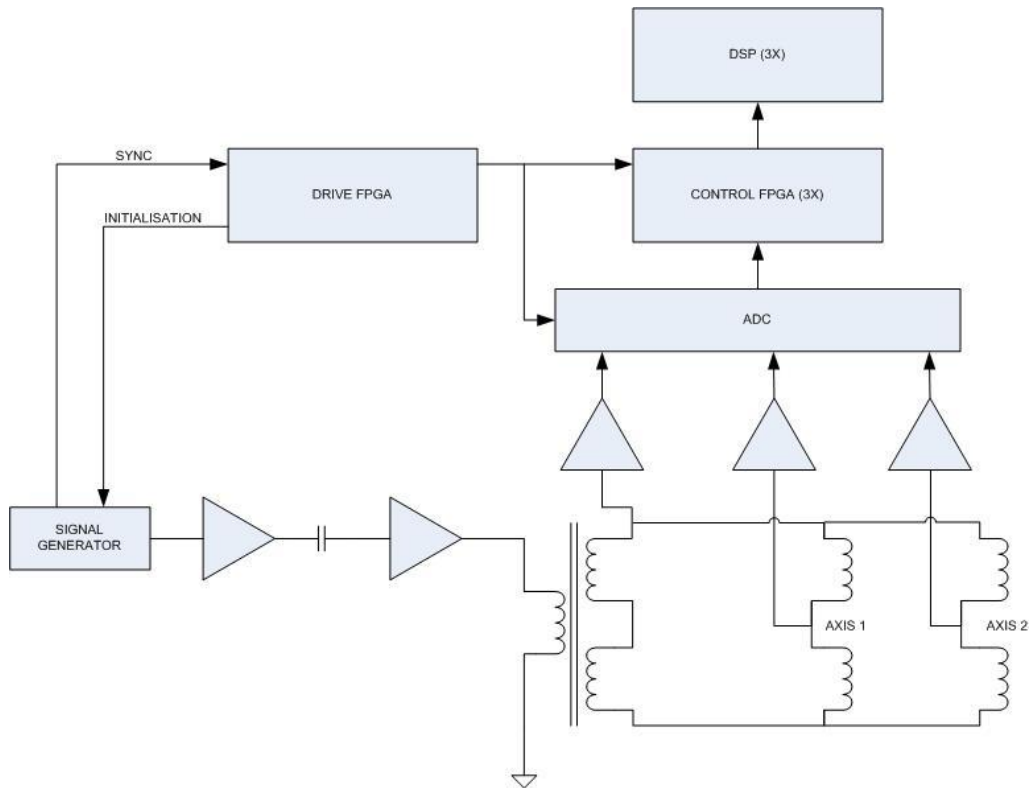 DSP (3X)
SYNC
DRIVE FPGA
CONTROL FPGA (3X)
INITIALISATION
ADC
SIGNAL
GENERATOR
AXIS 1
AXIS 2